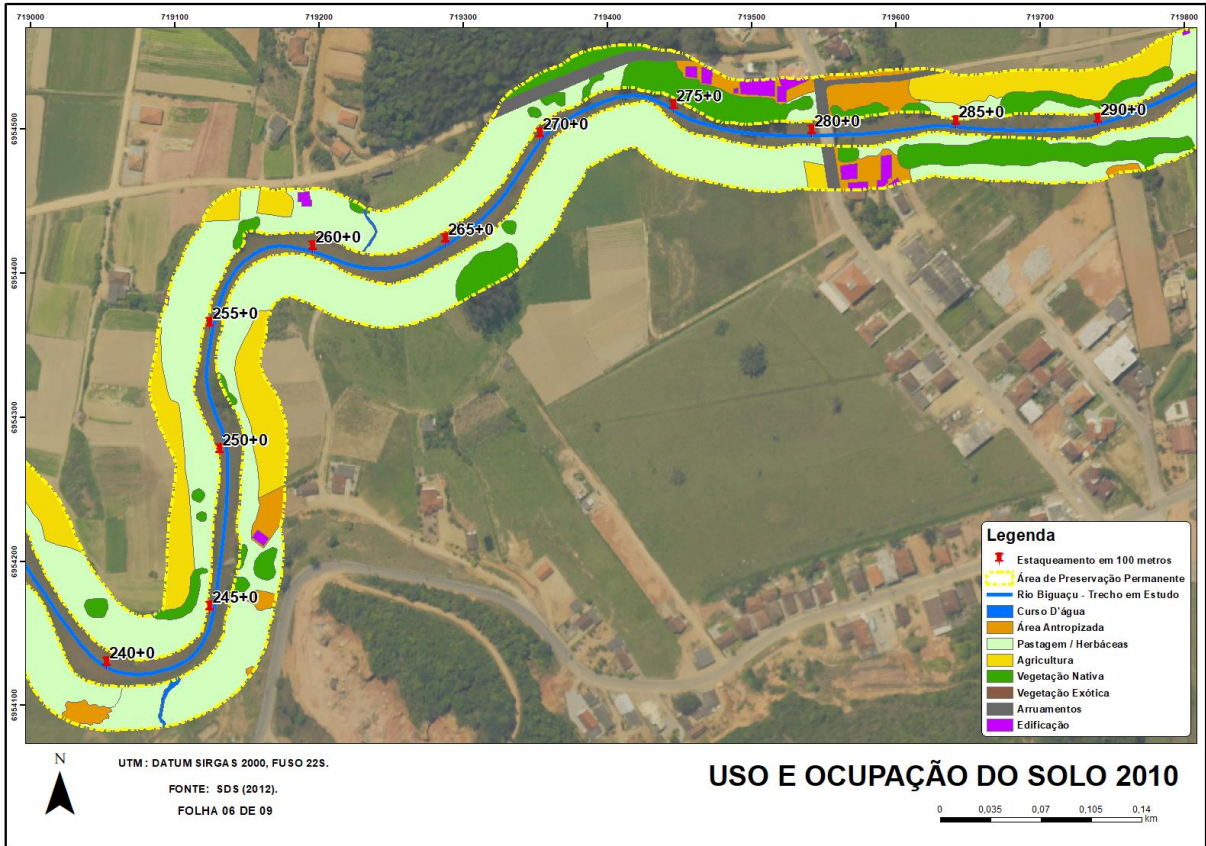 719000 719100 719200 719300 719400 719500 719600 719700 719800
6954500
6954400
6954300
6954200
6954100
275+0
290+0
285+0
280+0
270+0
265+0
260+0
255+0
250+0
245+0
240+0
Legenda
Estaqueamento em 100 metros
Área de Preservação Permanente
Rio Biguaçu - Trecho em Estudo
Curso D'água
Área Antropizada
Pastagem / Herbáceas
Agricultura
Vegetação Nativa
Vegetação Exótica
Arruamentos
Edificação
N
UTM: DATUM SIRGAS 2000, FUSO 22S.
FONTE: SDS (2012).
FOLHA 06 DE 09
USO E OCUPAÇÃO DO SOLO 2010
0 0,035 0,07 0,105 0,14
km